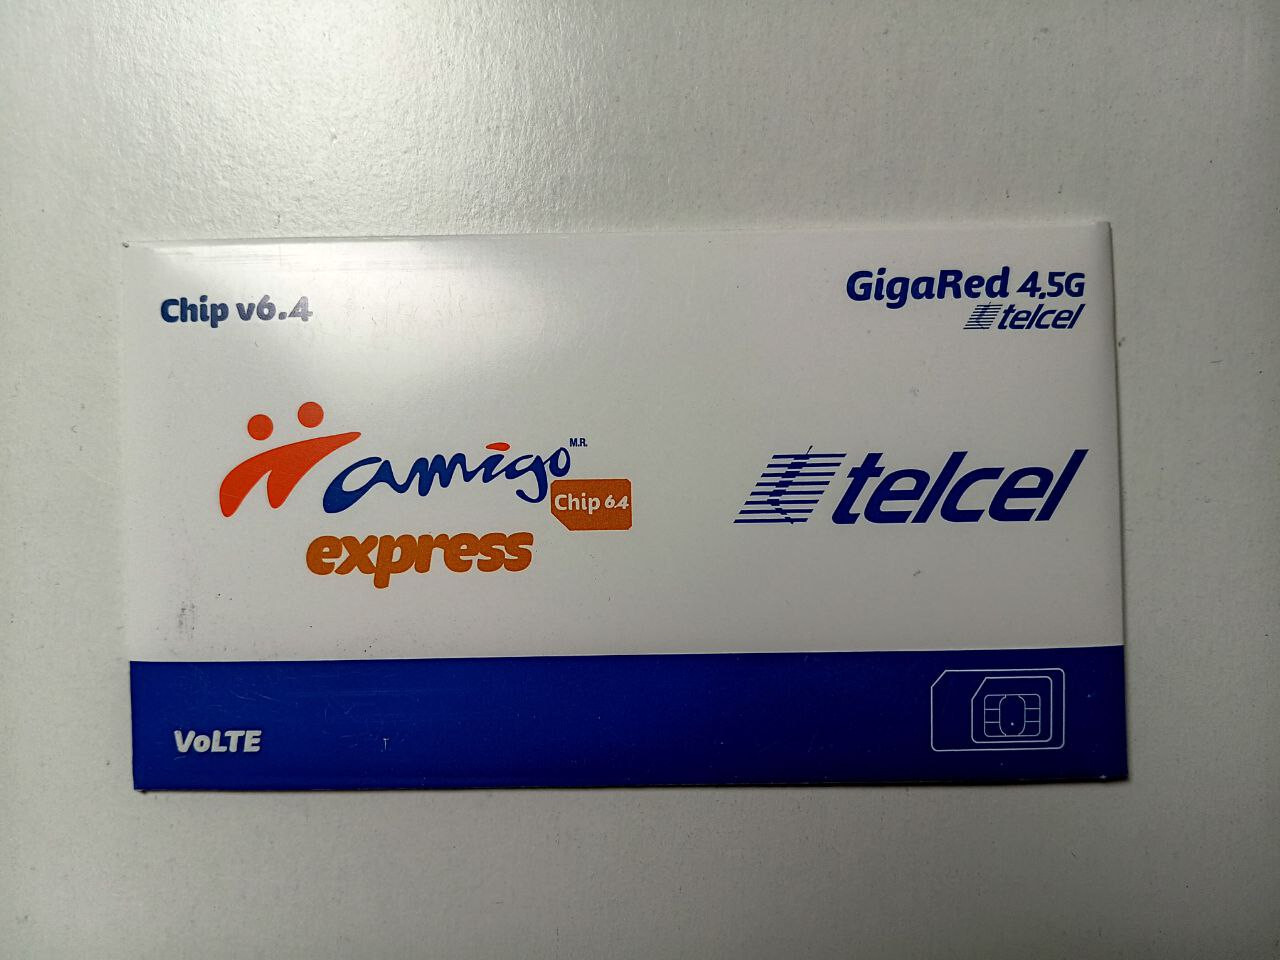 Chip v6.4
GigaRed 4.5G
telcel
amigo M.R.
Chip 6.4
express
telcel
VoLTE